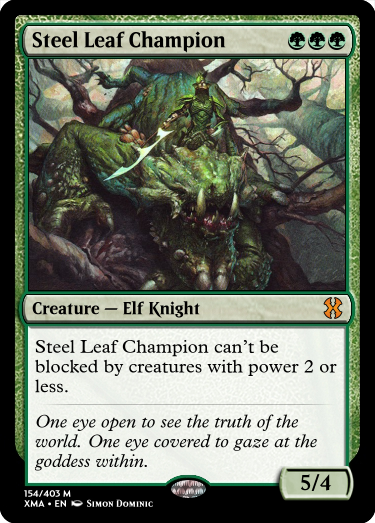 Steel Leaf Champion
Creature — Elf Knight
Steel Leaf Champion can't be
blocked by creatures with power 2 or
less.
One eye open to see the truth of the
world. One eye covered to gaze at the
goddess within.
5/4
154/403 M
XMA • EN Simon Dominic